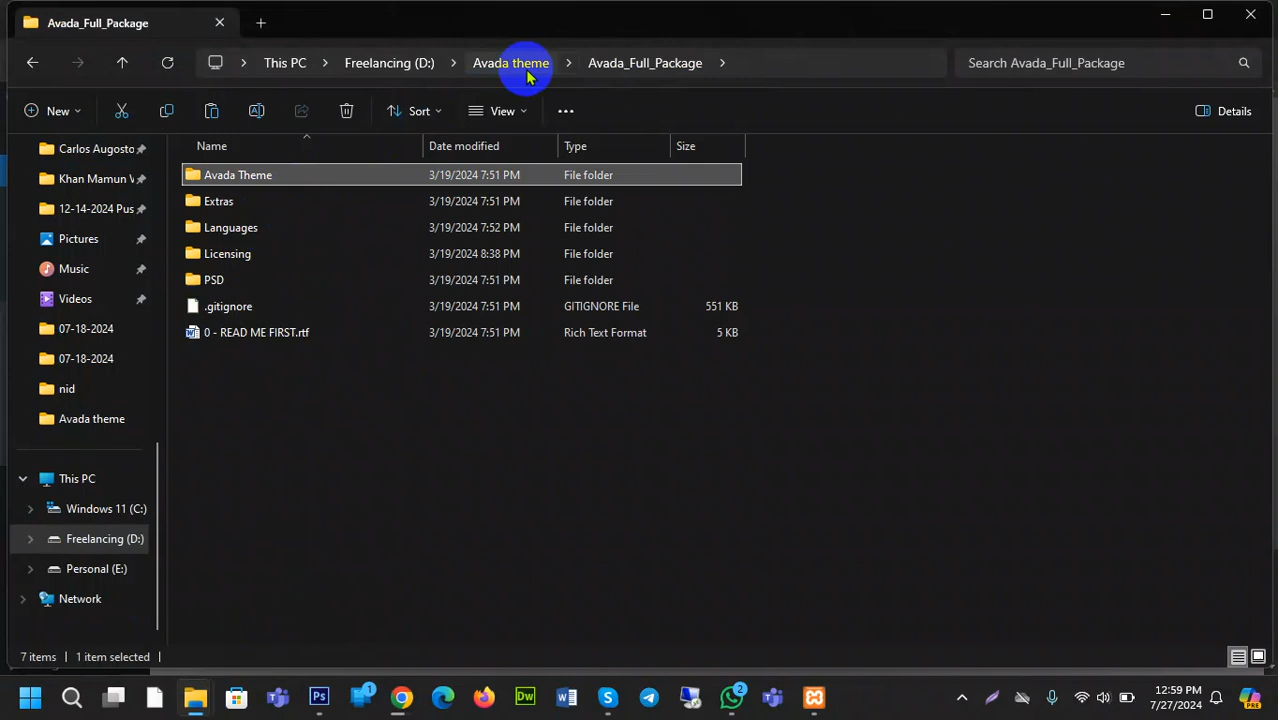 Avada_Full_Package
This PC Freelancing (D:) Avada theme Avada_Full_Package Search Avada_Full_Package
New Sort View Details
Name Date modified Type Size
Carlos Augosto
Khan Mamun V
12-14-2024 Pus
Pictures
Music
Videos
07-18-2024
07-18-2024
nid
Avada theme
Avada Theme 3/19/2024 7:51 PM File folder
Extras 3/19/2024 7:51 PM File folder
Languages 3/19/2024 7:52 PM File folder
Licensing 3/19/2024 8:38 PM File folder
PSD 3/19/2024 7:51 PM File folder
.gitignore 3/19/2024 7:51 PM GITIGNORE File 551 KB
0 - READ ME FIRST.rtf 3/19/2024 7:51 PM Rich Text Format 5 KB
This PC
Windows 11 (C:)
Freelancing (D:)
Personal (E:)
Network
7 items 1 item selected
Ps 1 Dw 2 12:59 PM
7/27/2024 PRE